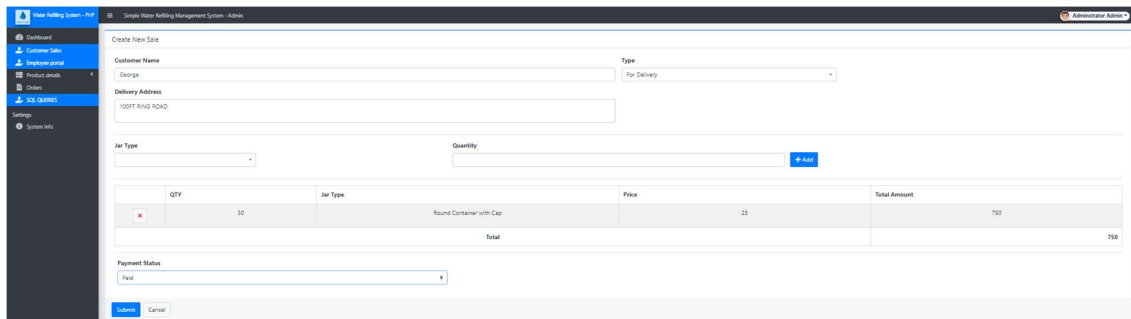 Water Refilling System - PHP
Simple Water Refilling Management System - Admin
Adminstrator Admin
Dashboard
Customer Sales
Employee portal
Product details
Orders
SQL QUERIES
Settings
System Info
Create New Sale
Customer Name
Type
George
For Delivery
Delivery Address
100FT RING ROAD
Jar Type
Quantity
+ Add
QTY Jar Type Price Total Amount
30 Round Container with Cap 25 750
Total 750
Payment Status
Paid
Submit Cancel